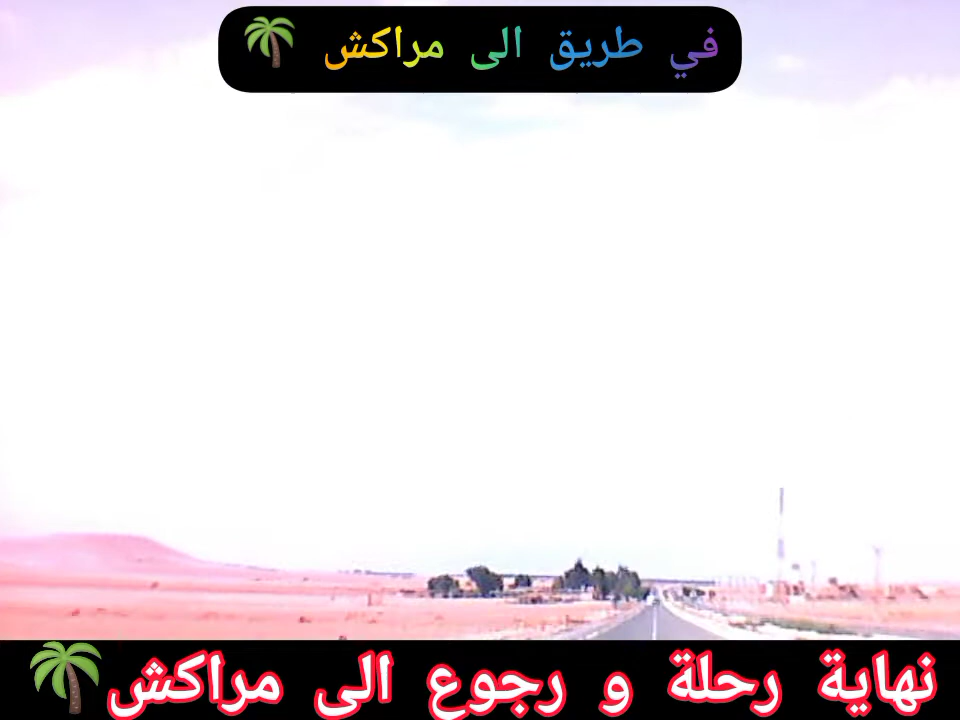 في طريق الى مراكش 🌴
نهاية رحلة و رجوع الى مراكش🌴